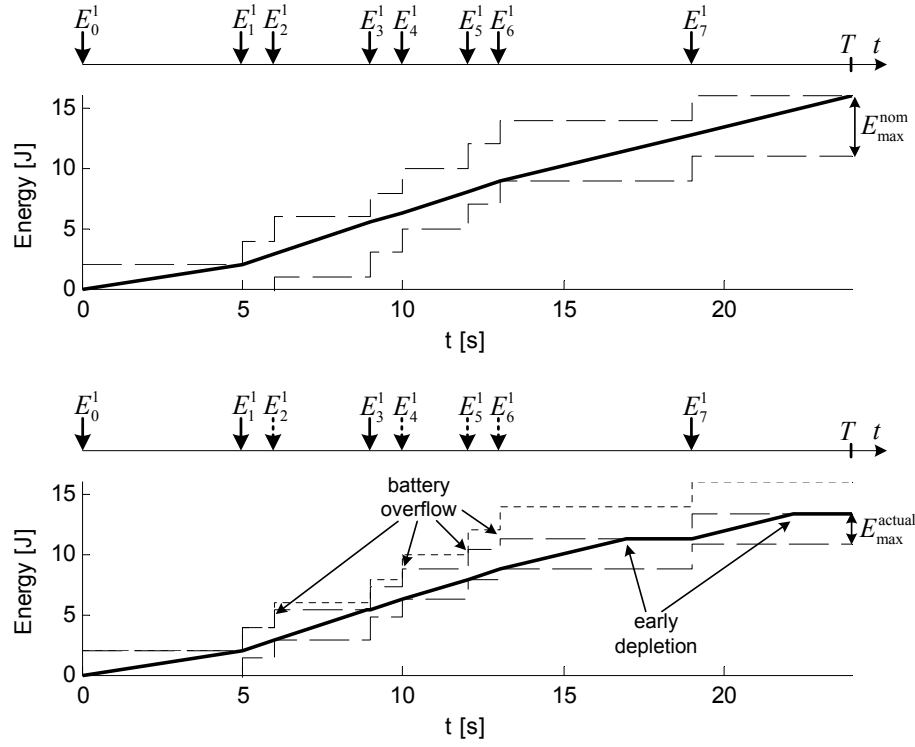 E_0^1 E_1^1 E_2^1 E_3^1 E_4^1 E_5^1 E_6^1 E_7^1
T t
15
10
5
0
Energy [J]
E_max^nom
0 5 10 15 20
t [s]
E_0^1 E_1^1 E_2^1 E_3^1 E_4^1 E_5^1 E_6^1 E_7^1
T t
15
10
5
0
Energy [J]
battery
overflow
E_max^actual
early
depletion
0 5 10 15 20
t [s]